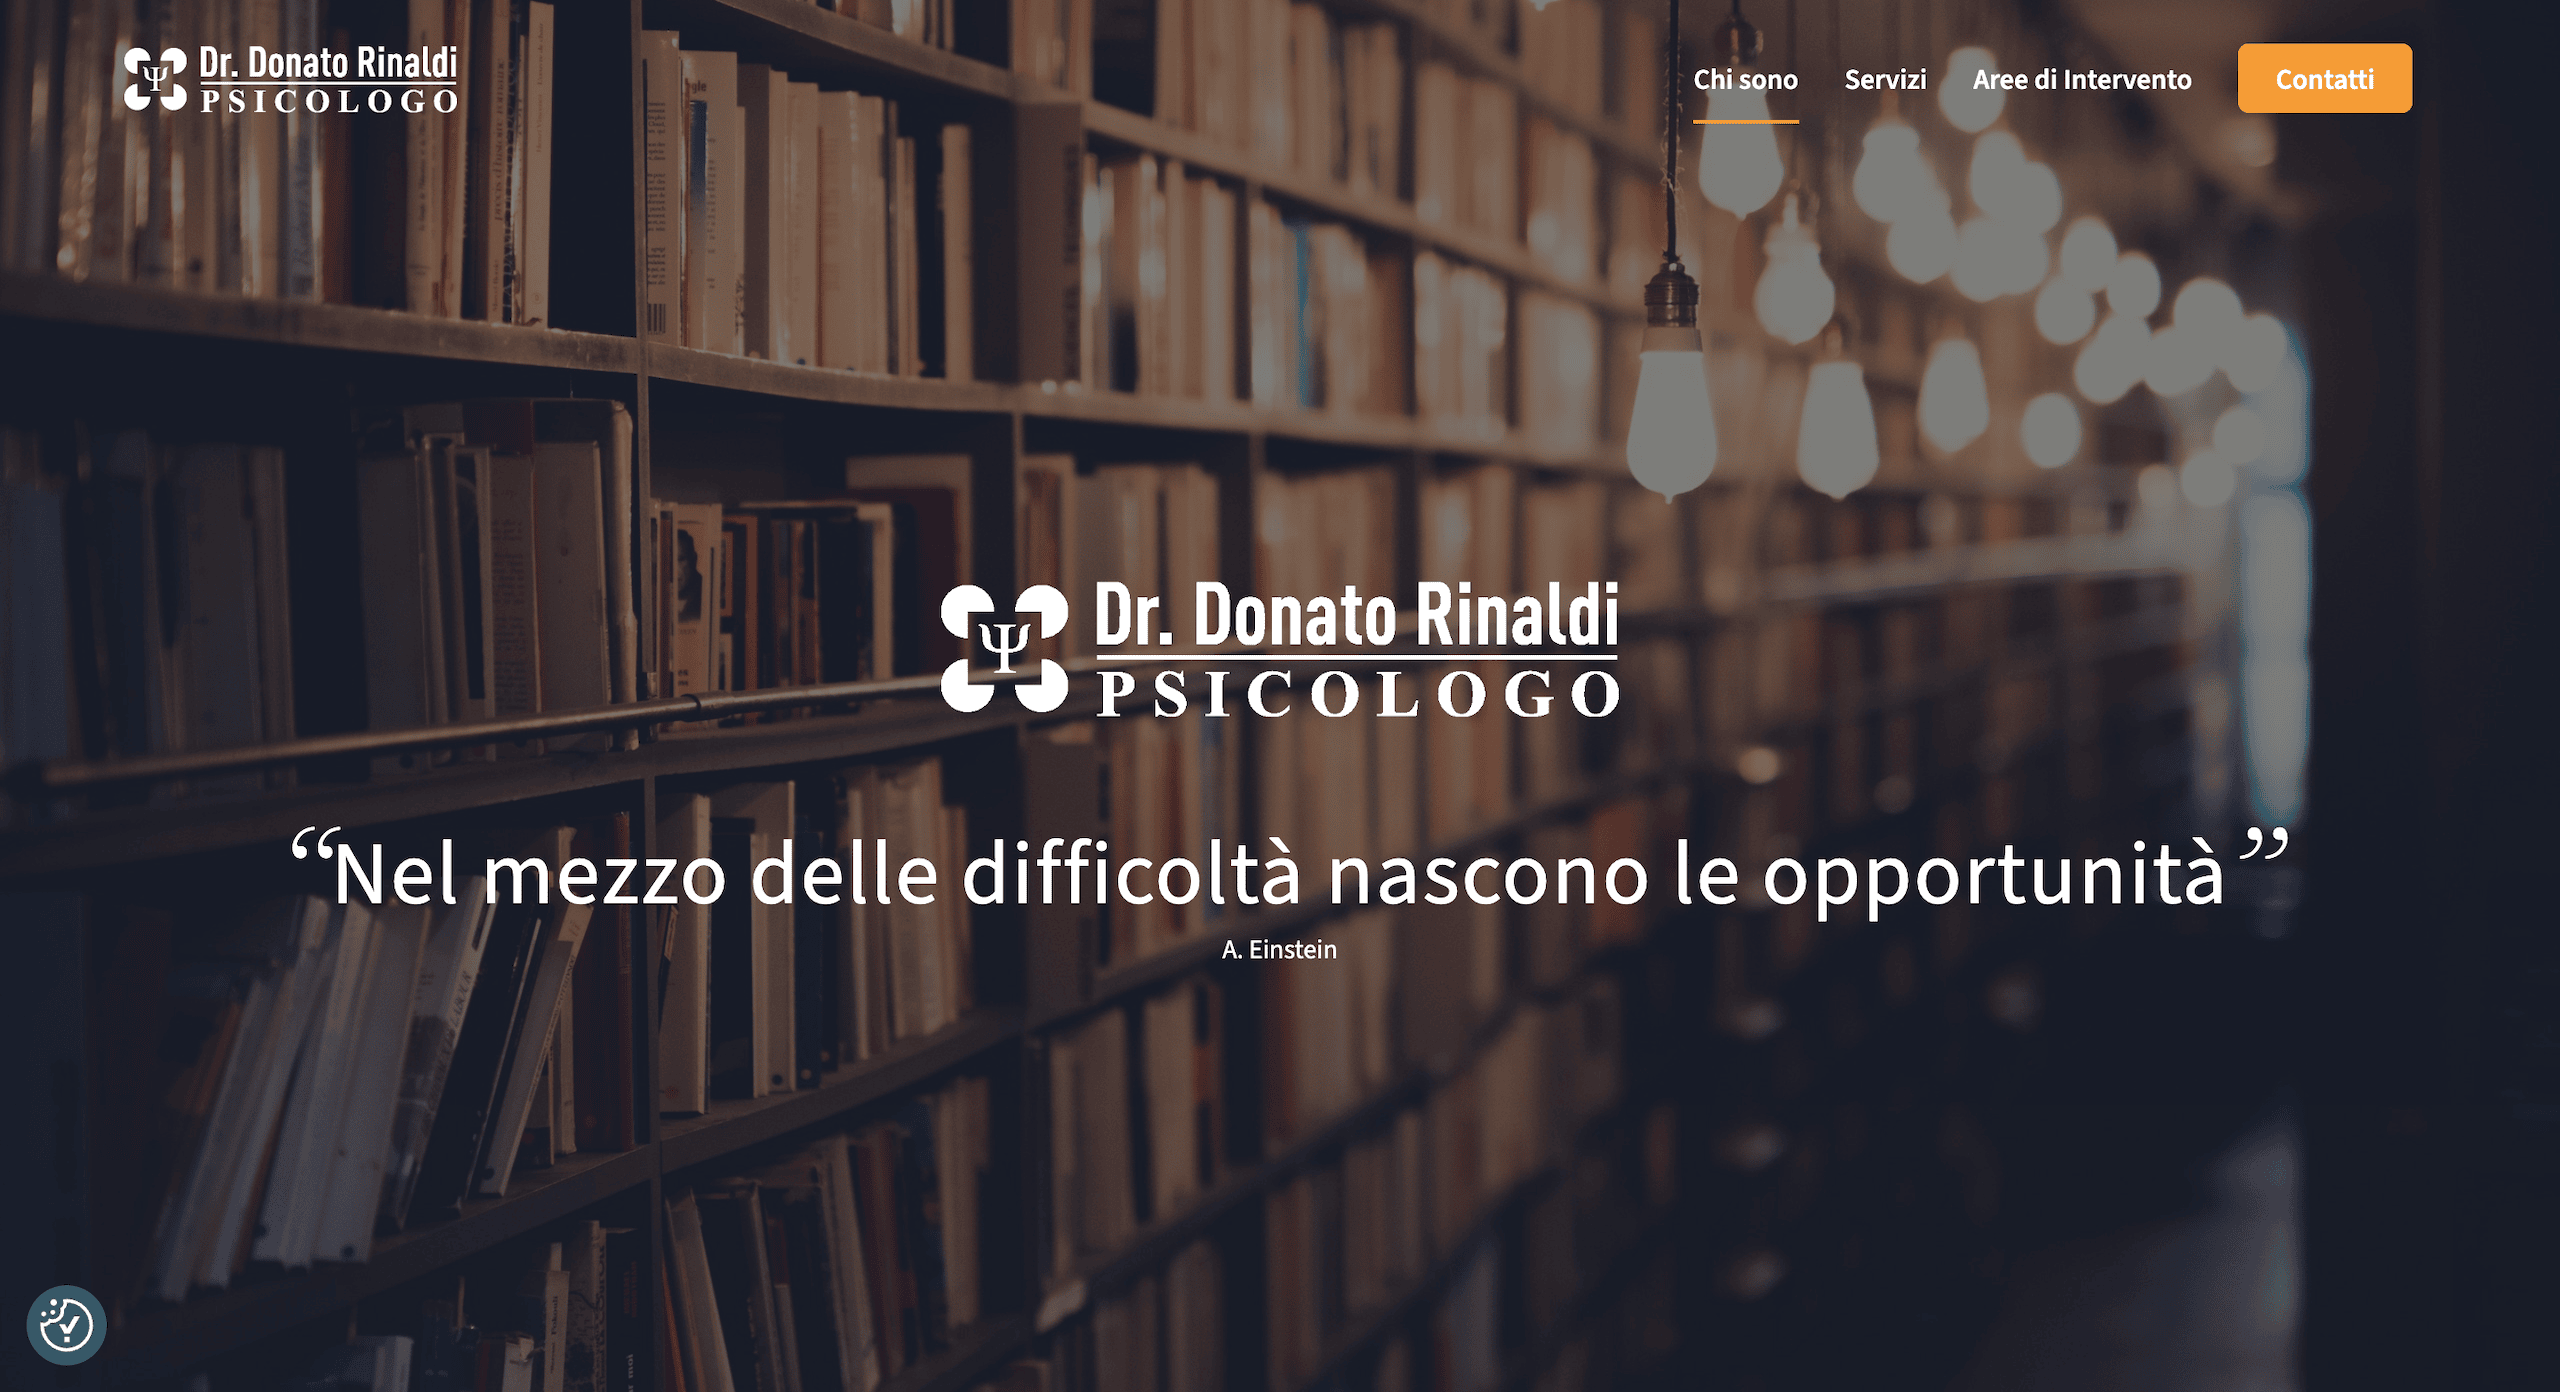 Ψ
Dr. Donato Rinaldi
PSICOLOGO
Chi sono
Servizi
Aree di Intervento
Contatti
Ψ
Dr. Donato Rinaldi
PSICOLOGO
“Nel mezzo delle difficoltà nascono le opportunità”
A. Einstein